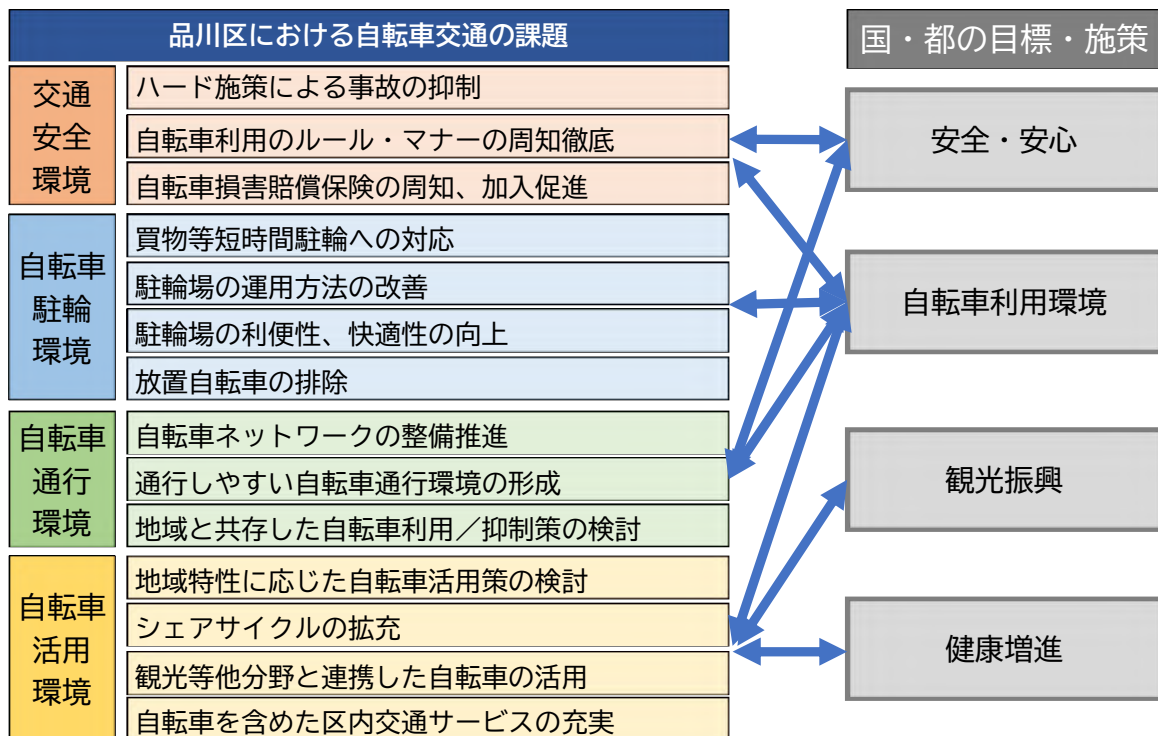 品川区における自転車交通の課題
国・都の目標・施策
交通
安全
環境
ハード施策による事故の抑制
自転車利用のルール・マナーの周知徹底
自転車損害賠償保険の周知、加入促進
自転車
駐輪
環境
買物等短時間駐輪への対応
駐輪場の運用方法の改善
駐輪場の利便性、快適性の向上
放置自転車の排除
自転車
通行
環境
自転車ネットワークの整備推進
通行しやすい自転車通行環境の形成
地域と共存した自転車利用／抑制策の検討
自転車
活用
環境
地域特性に応じた自転車活用策の検討
シェアサイクルの拡充
観光等他分野と連携した自転車の活用
自転車を含めた区内交通サービスの充実
安全・安心
自転車利用環境
観光振興
健康増進